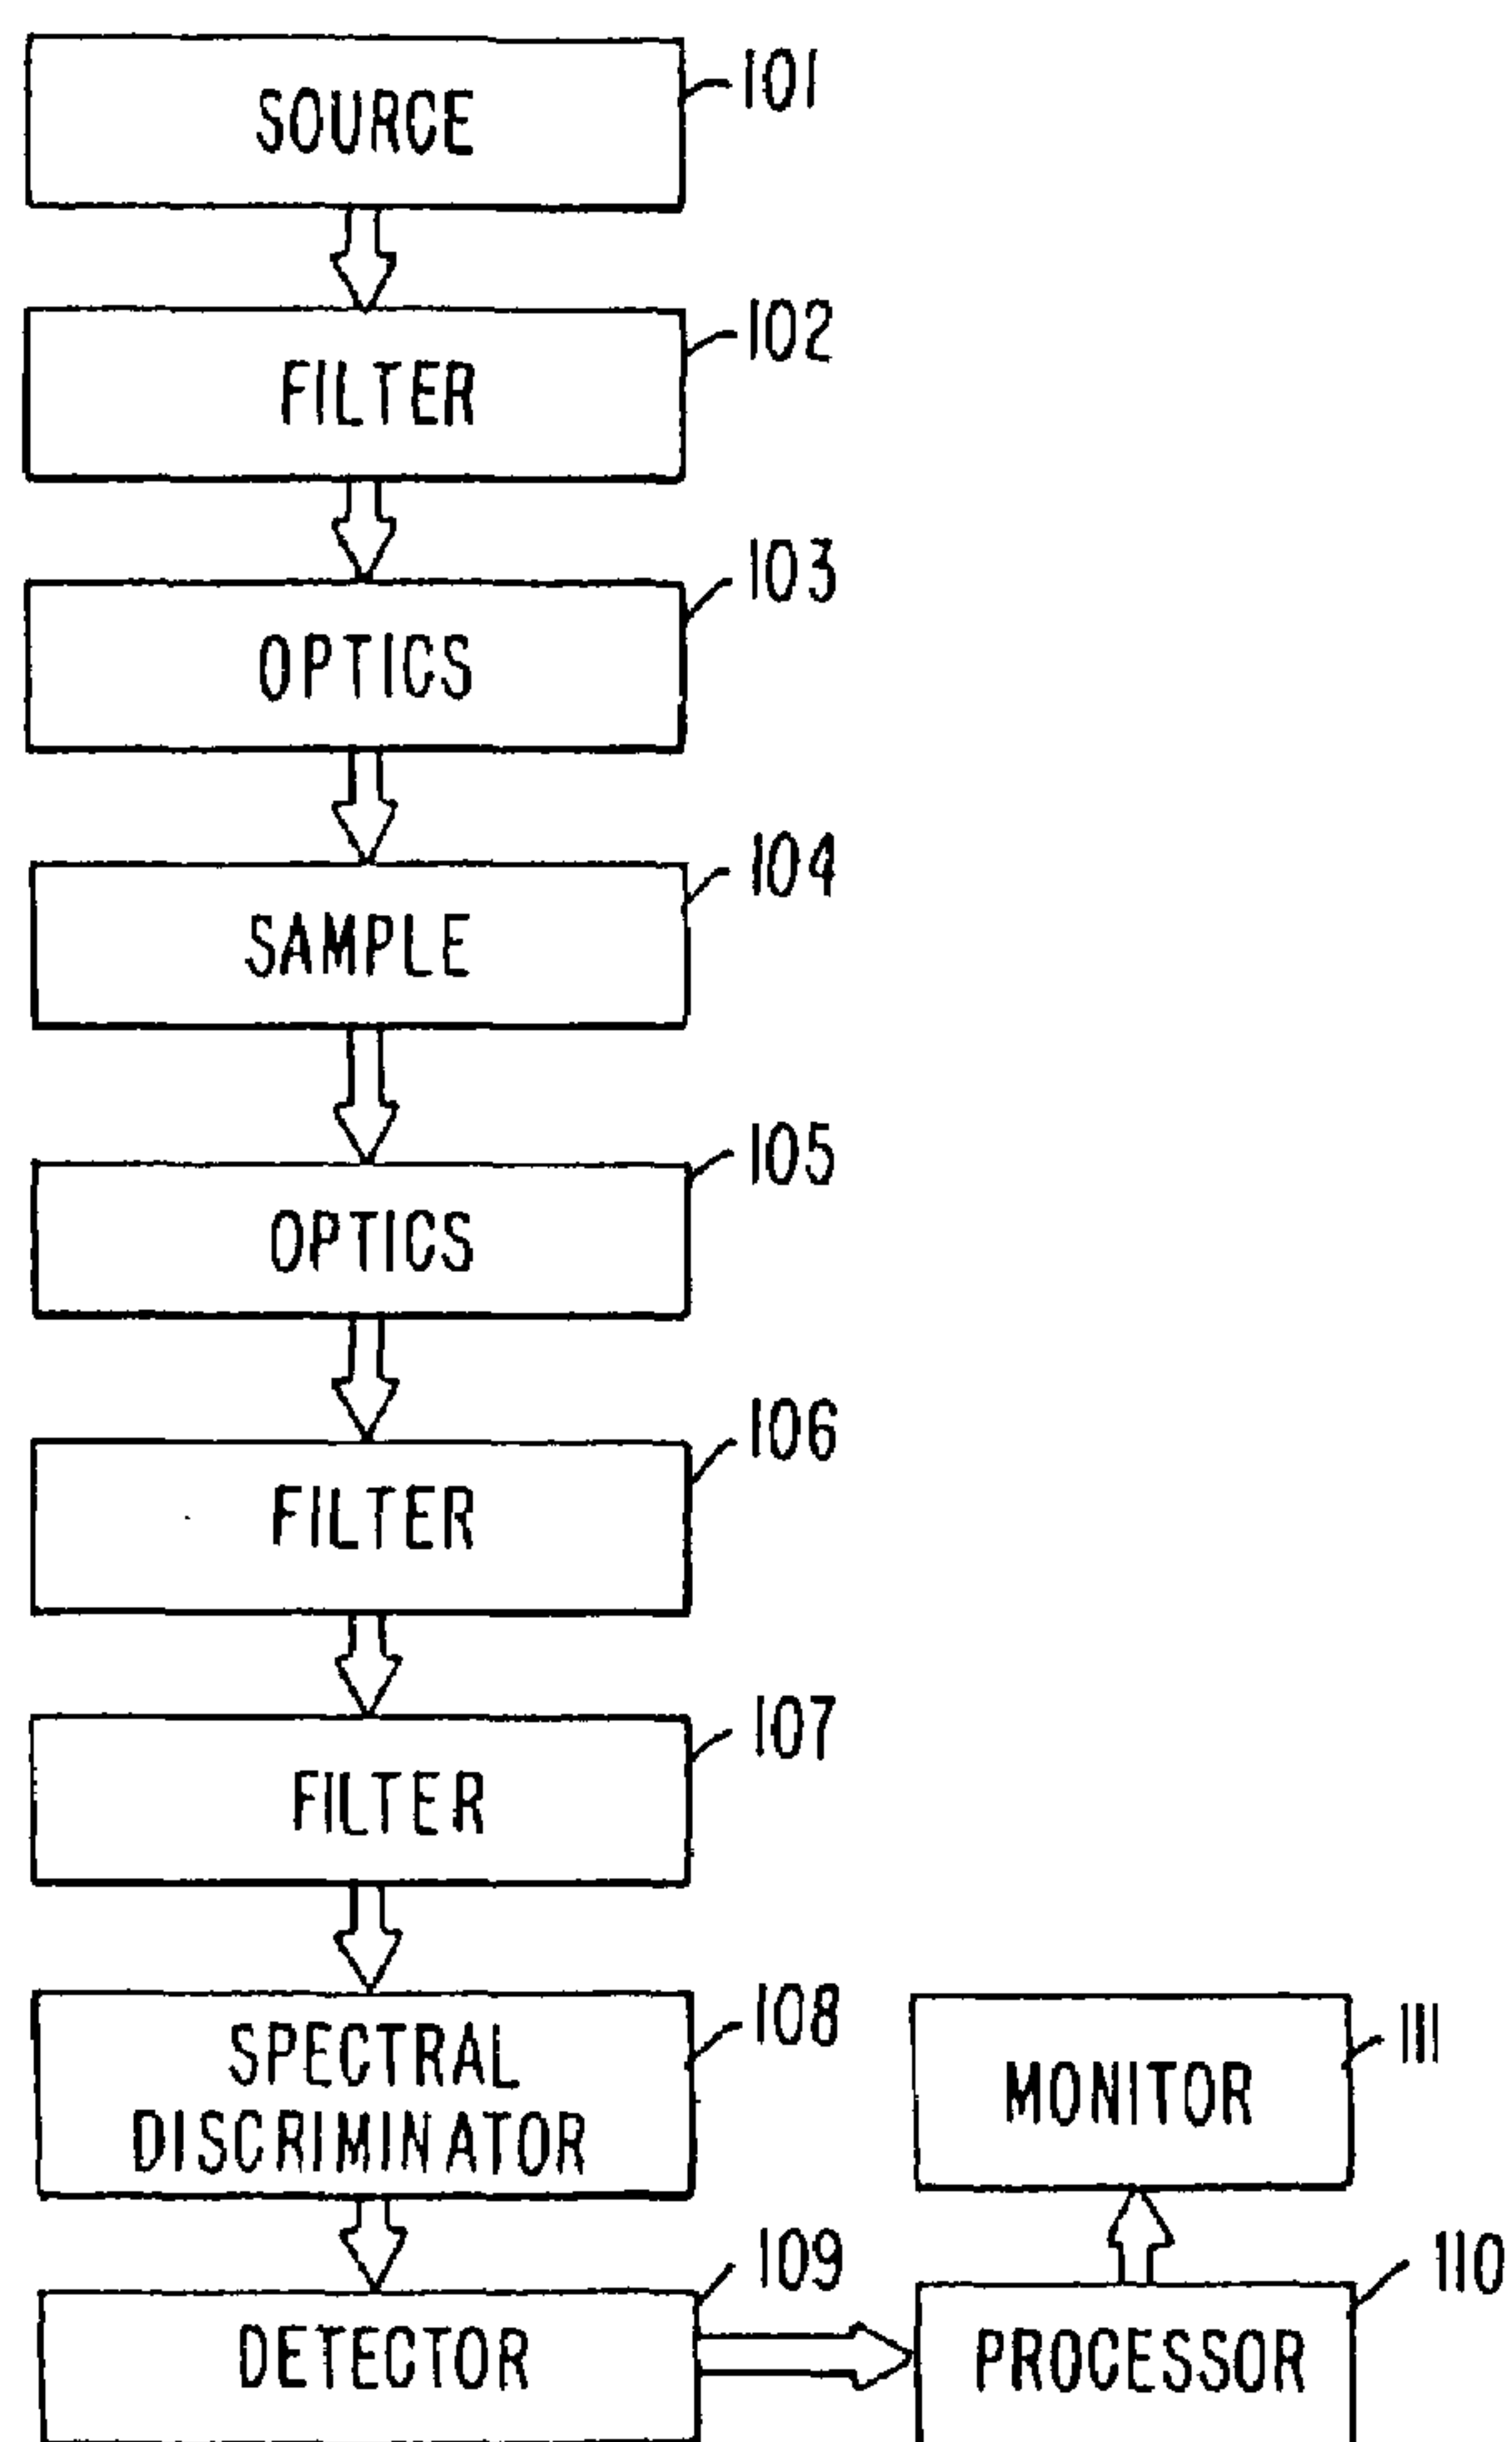 SOURCE
101
FILTER
102
OPTICS
103
SAMPLE
104
OPTICS
105
FILTER
106
FILTER
107
SPECTRAL
DISCRIMINATOR
108
MONITOR
111
DETECTOR
109
PROCESSOR
110